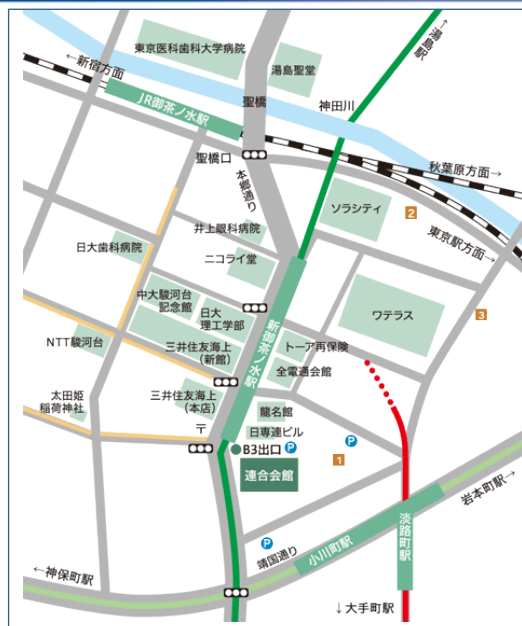 東京医科歯科大学病院
湯島聖堂
↑湯島駅
←新宿方面
聖橋
神田川
JR御茶ノ水駅
聖橋口
本郷通り
秋葉原方面→
ソラシティ
2
東京駅方面→
井上眼科病院
日大歯科病院
ニコライ堂
中大駿河台
記念館
日大
理工学部
ワテラス
3
新御茶ノ水駅
NTT駿河台
三井住友海上
(新館)
トーア再保険
全電通会館
太田姫
稲荷神社
三井住友海上
(本店)
龍名館
〒
日専連ビル
B3出口
P
P
1
連合会館
岩本町駅→
淡路町駅
P
靖国通り
小川町駅
←神保町駅
↓大手町駅